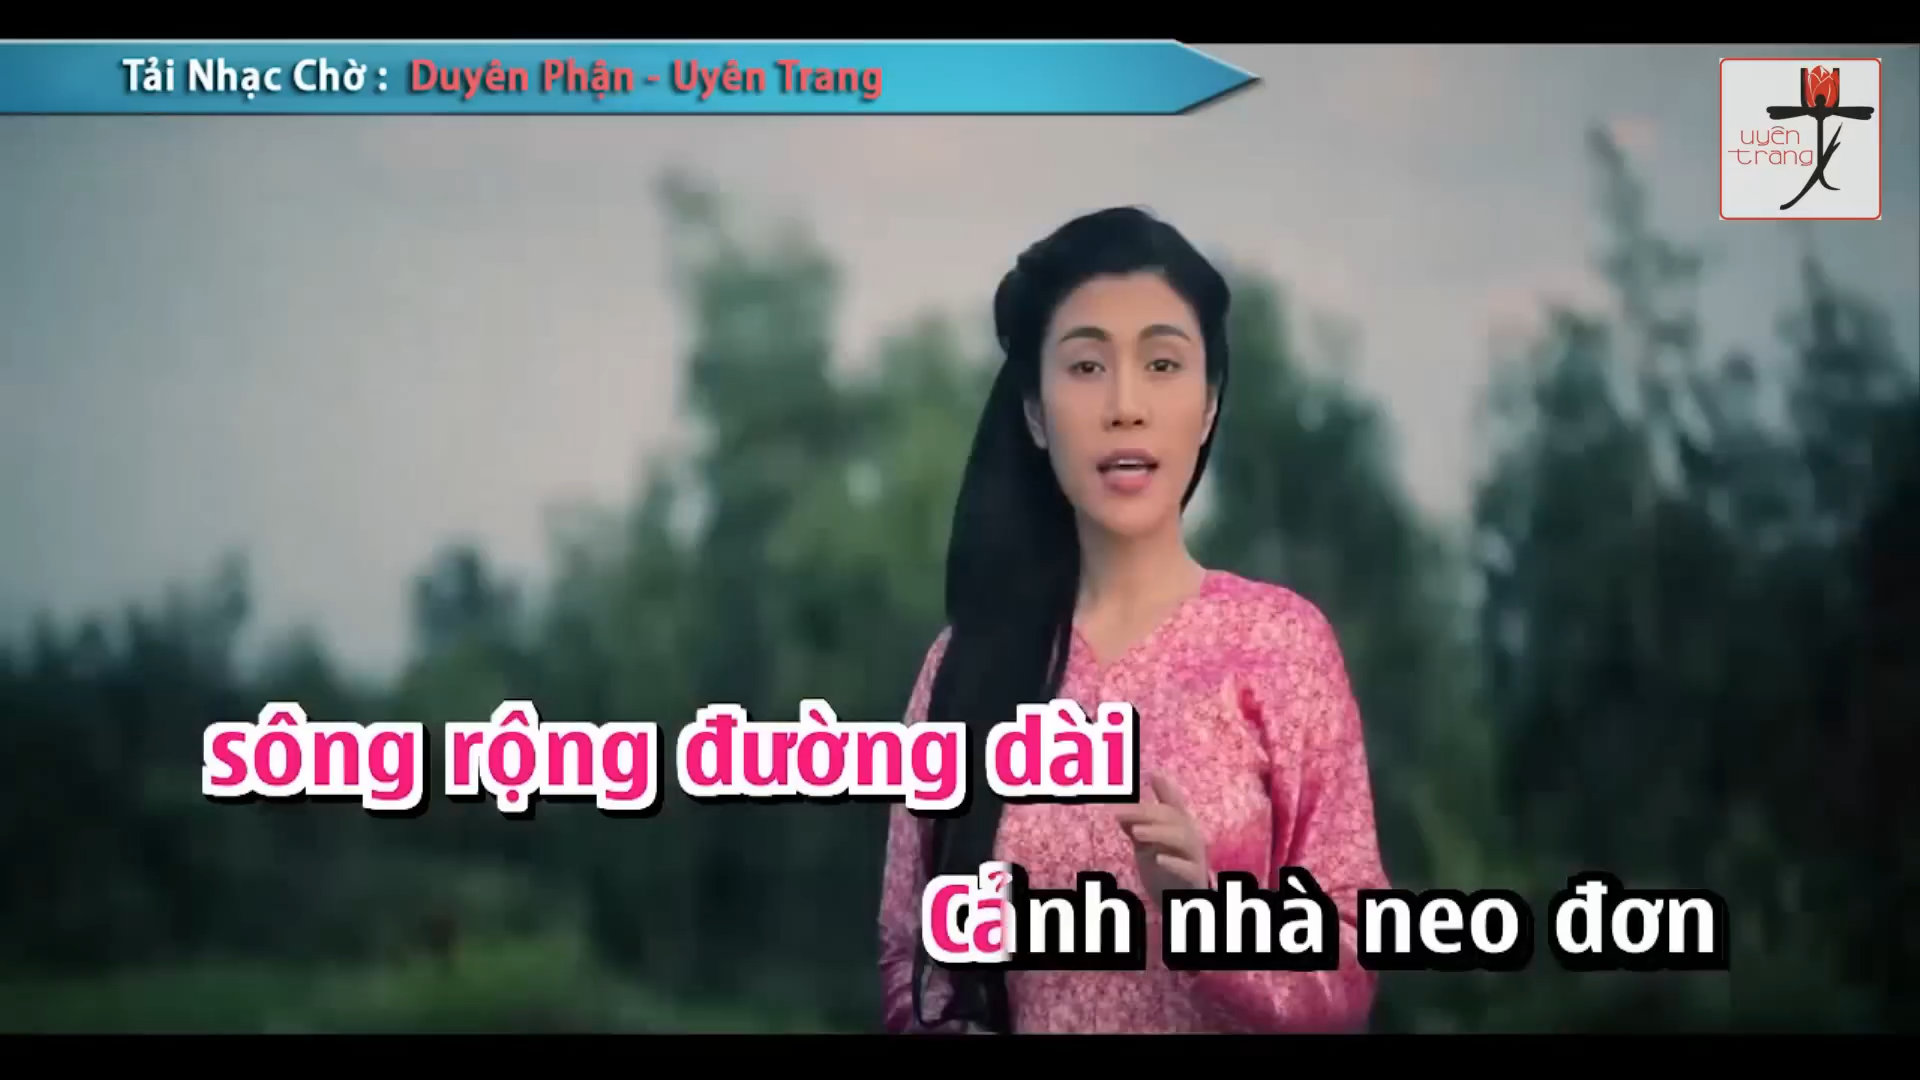 Tải Nhạc Chờ : Duyên Phận - Uyên Trang
uyên
trang
sông rộng đường dài
Cảnh nhà neo đơn